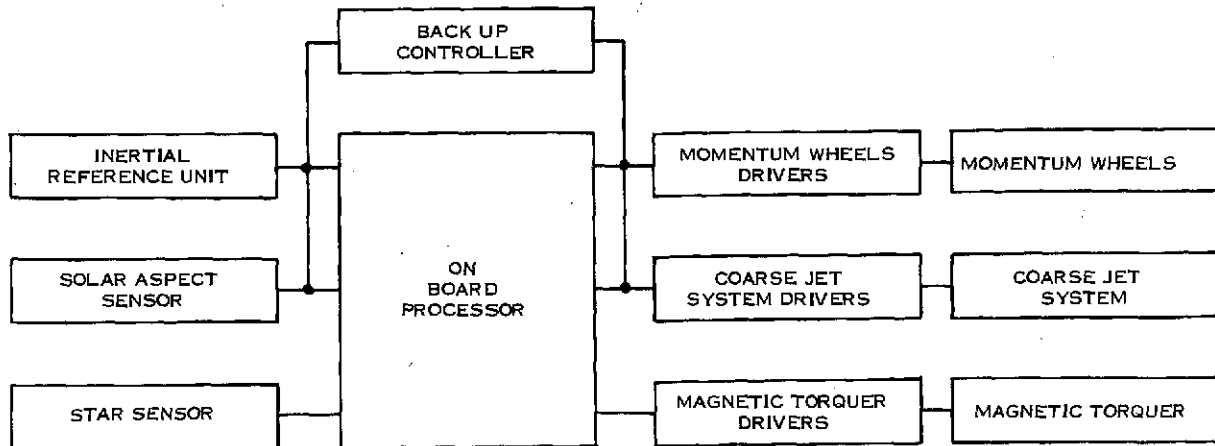 BACK UP
CONTROLLER
INERTIAL
REFERENCE UNIT
MOMENTUM WHEELS
DRIVERS
MOMENTUM WHEELS
SOLAR ASPECT
SENSOR
ON
BOARD
PROCESSOR
COARSE JET
SYSTEM DRIVERS
COARSE JET
SYSTEM
STAR SENSOR
MAGNETIC TORQUER
DRIVERS
MAGNETIC TORQUER